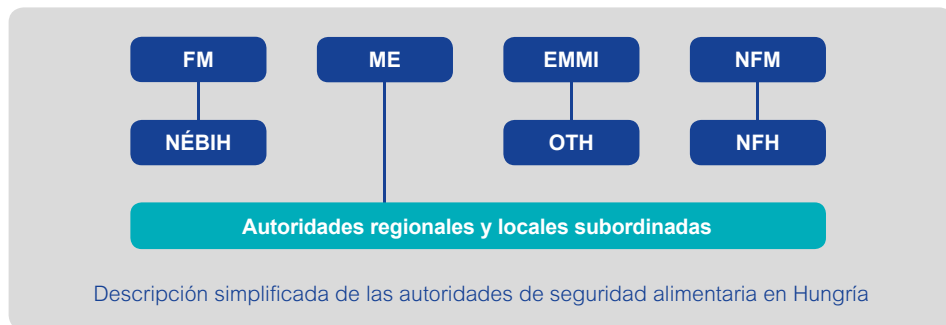 FM
ME
EMMI
NFM
NÉBIH
OTH
NFH
Autoridades regionales y locales subordinadas
Descripción simplificada de las autoridades de seguridad alimentaria en Hungría